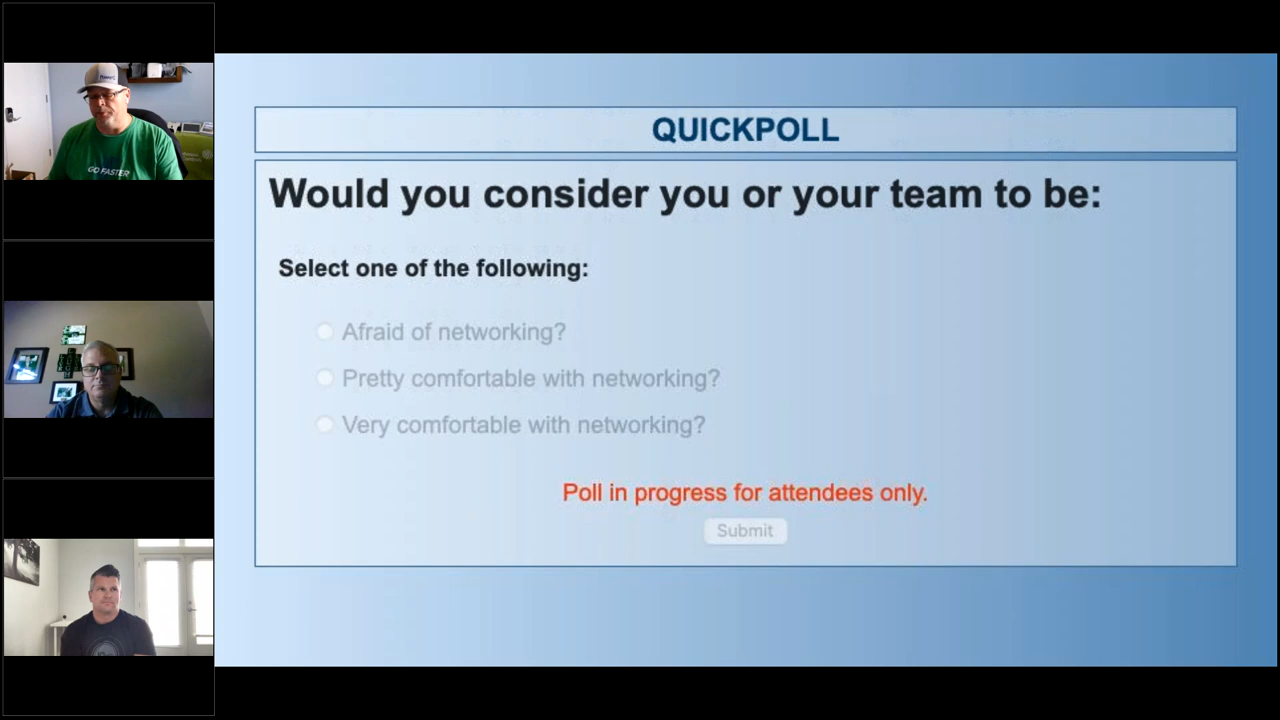 GO FASTER
QUICKPOLL
Would you consider you or your team to be:
Select one of the following:
Afraid of networking?
Pretty comfortable with networking?
Very comfortable with networking?
Poll in progress for attendees only.
Submit